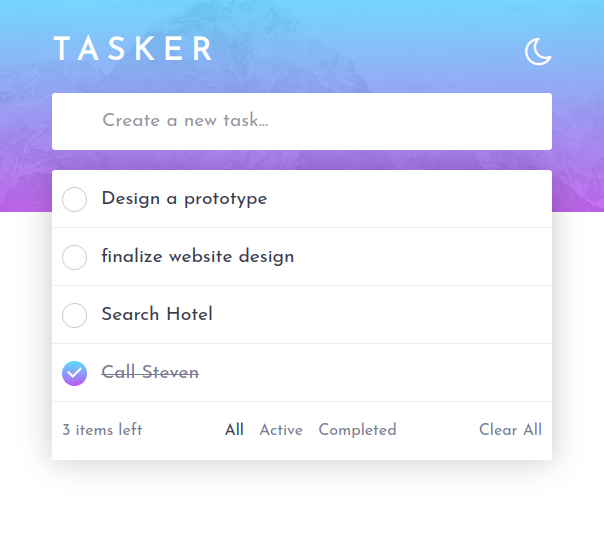 TASKER
Create a new task...
Design a prototype
finalize website design
Search Hotel
Call Steven
3 items left All Active Completed Clear All